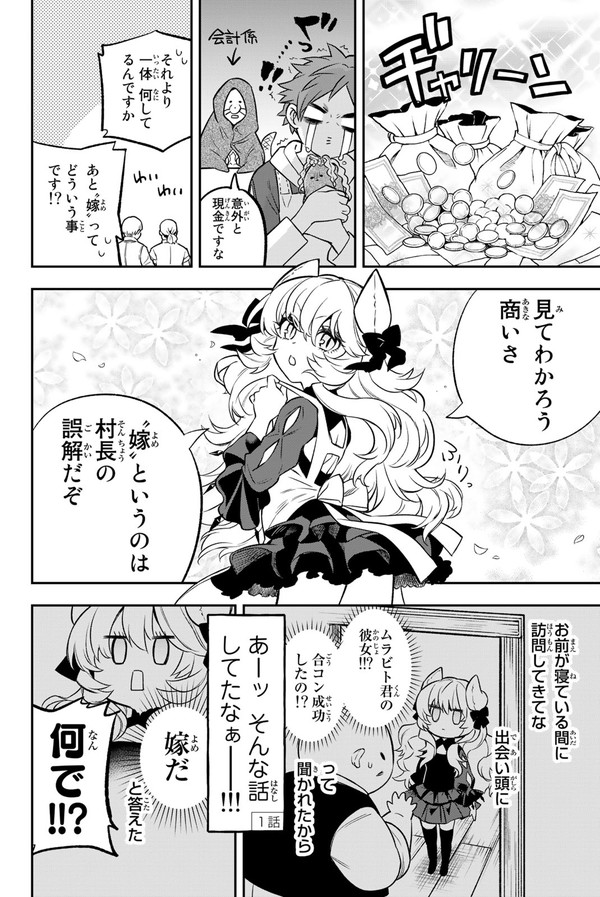 ギャリーン
会計係
意外と
現金ですな
それより
一体 何して
るんですか
わい
わい
あと〝嫁〟って
どういう事
です!?
見てわかろう
商いさ
ふりっ
〝嫁〟というのは
村長の
誤解だぞ
お前が寝ている間に
訪問してきてな
出会い頭に
ムラビト君の
彼女!!?
合コン成功
したの!?
って
聞かれたから
あーッ そんな話
してたなぁーー!!!
1話
嫁だ
と答えた
何で!!?